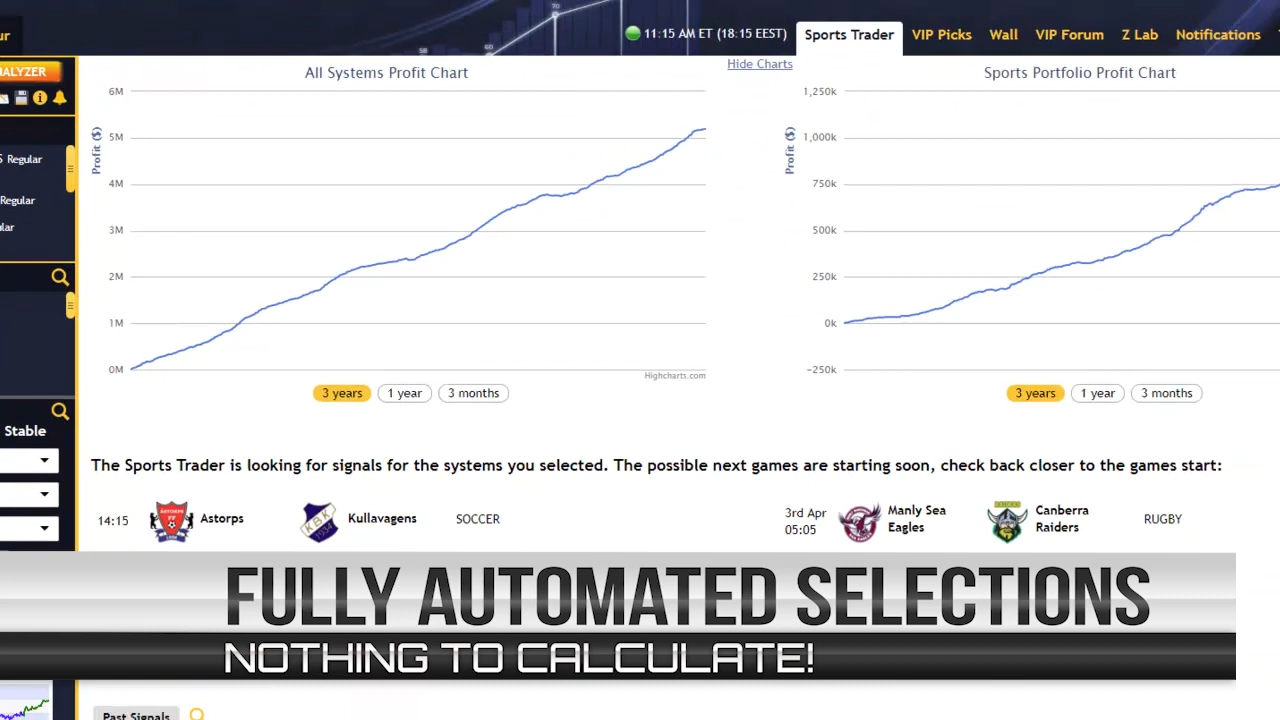 ur
11:15 AM ET (18:15 EEST)
Sports Trader
VIP Picks
Wall
VIP Forum
Z Lab
Notifications
NALYZER
S Regular
Regular
ular
Stable
All Systems Profit Chart
Hide Charts
Profit ($)
6M
5M
4M
3M
2M
1M
0M
Highcharts.com
3 years
1 year
3 months
Sports Portfolio Profit Chart
Profit ($)
1,250k
1,000k
750k
500k
250k
0k
−250k
3 years
1 year
3 months
The Sports Trader is looking for signals for the systems you selected. The possible next games are starting soon, check back closer to the games start:
14:15
Astorps
Kullavagens
SOCCER
3rd Apr
05:05
Manly Sea
Eagles
Canberra
Raiders
RUGBY
FULLY AUTOMATED SELECTIONS
NOTHING TO CALCULATE!
Past Signals